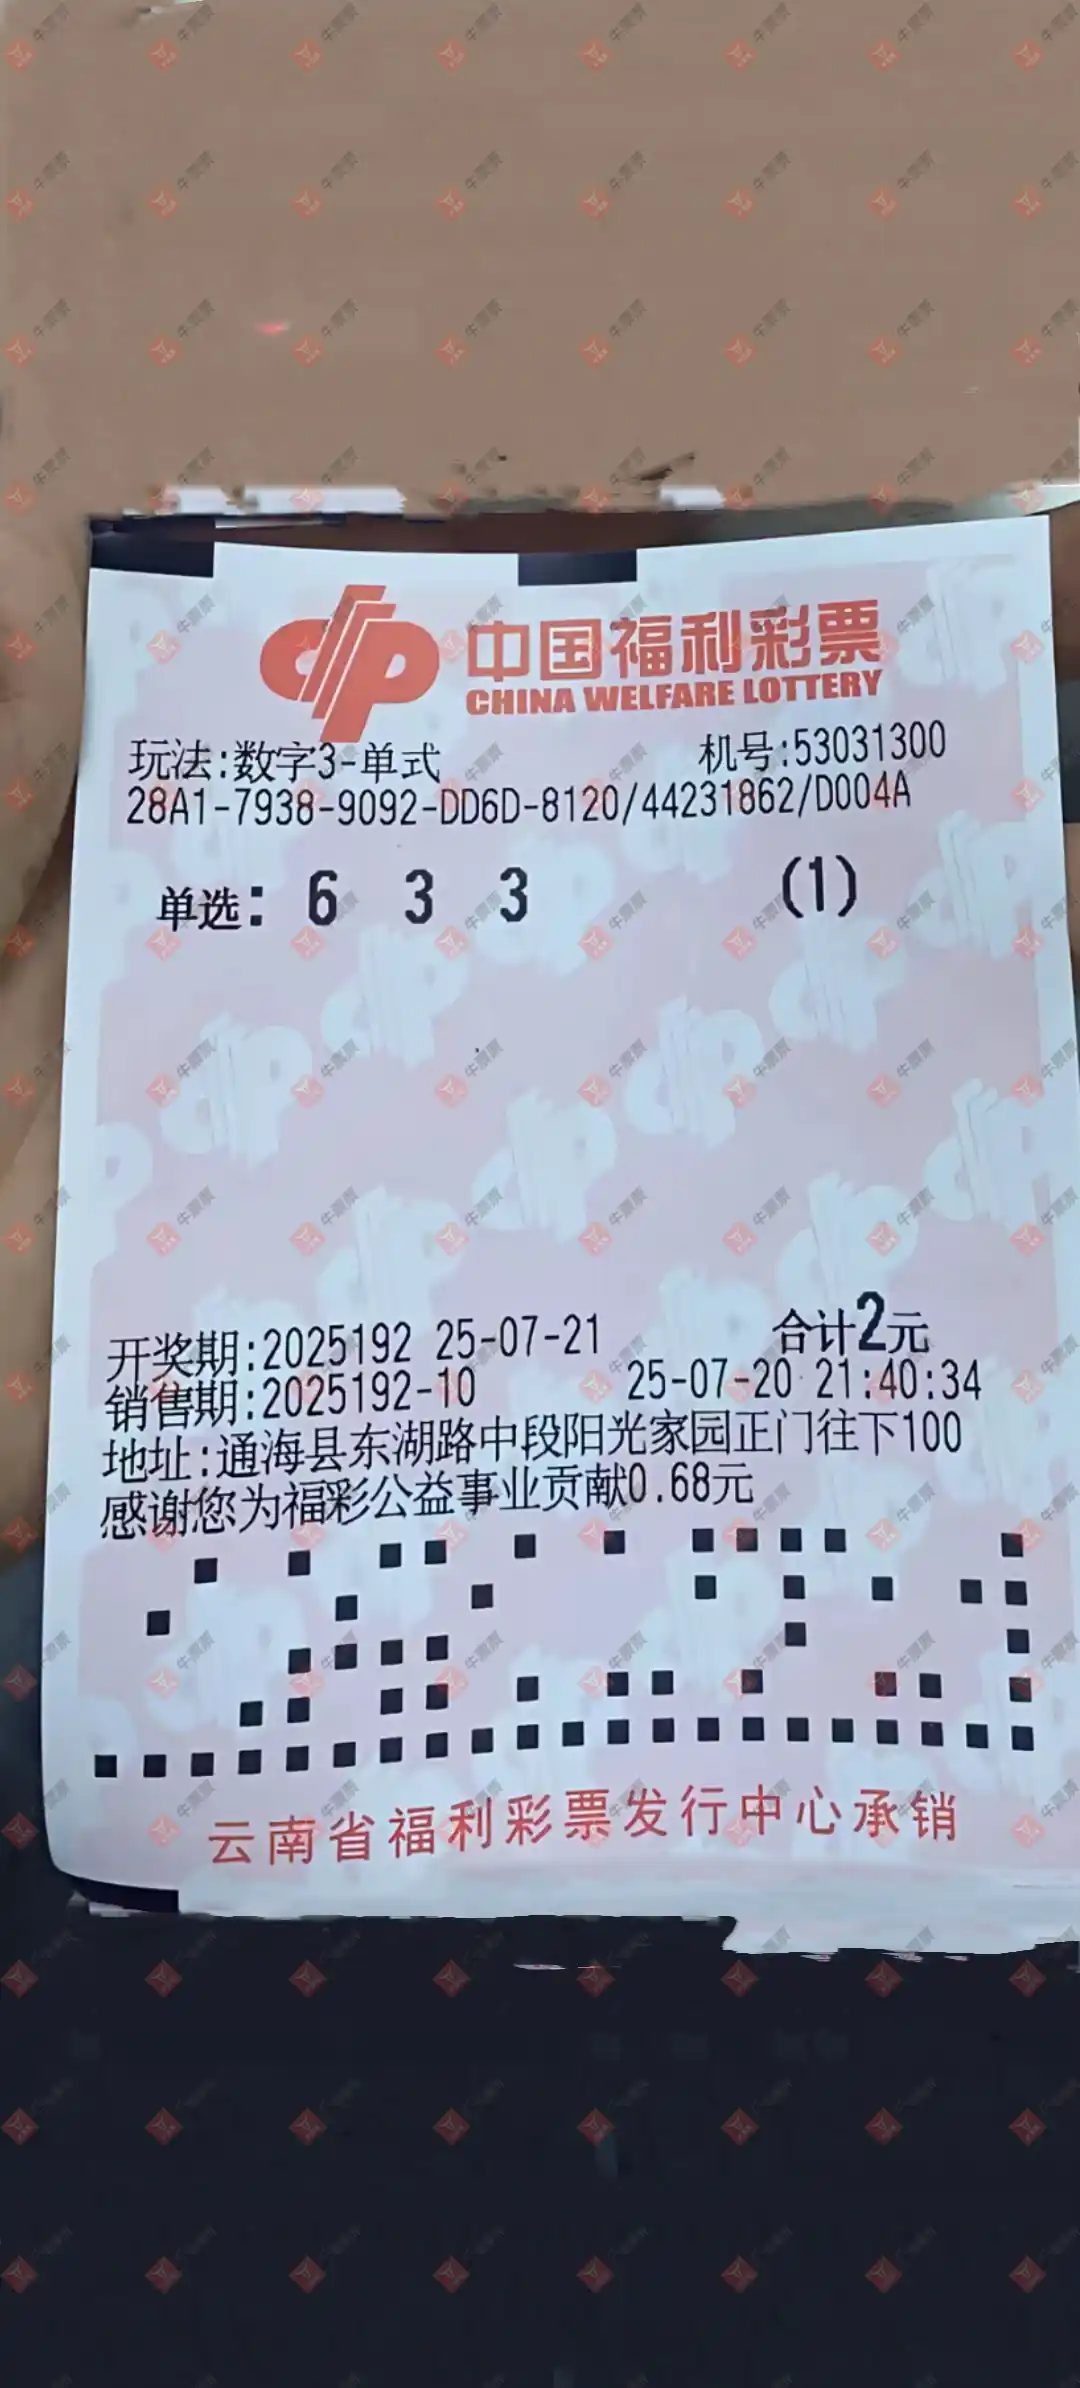 中国福利彩票
CHINA WELFARE LOTTERY
玩法:数字3-单式 机号:53031300
28A1-7938-9092-DD6D-8120/44231862/D004A
单选: 6 3 3 (1)
开奖期:2025192 25-07-21 合计2元
销售期:2025192-10 25-07-20 21:40:34
地址:通海县东湖路中段阳光家园正门往下100
感谢您为福彩公益事业贡献0.68元
云南省福利彩票发行中心承销